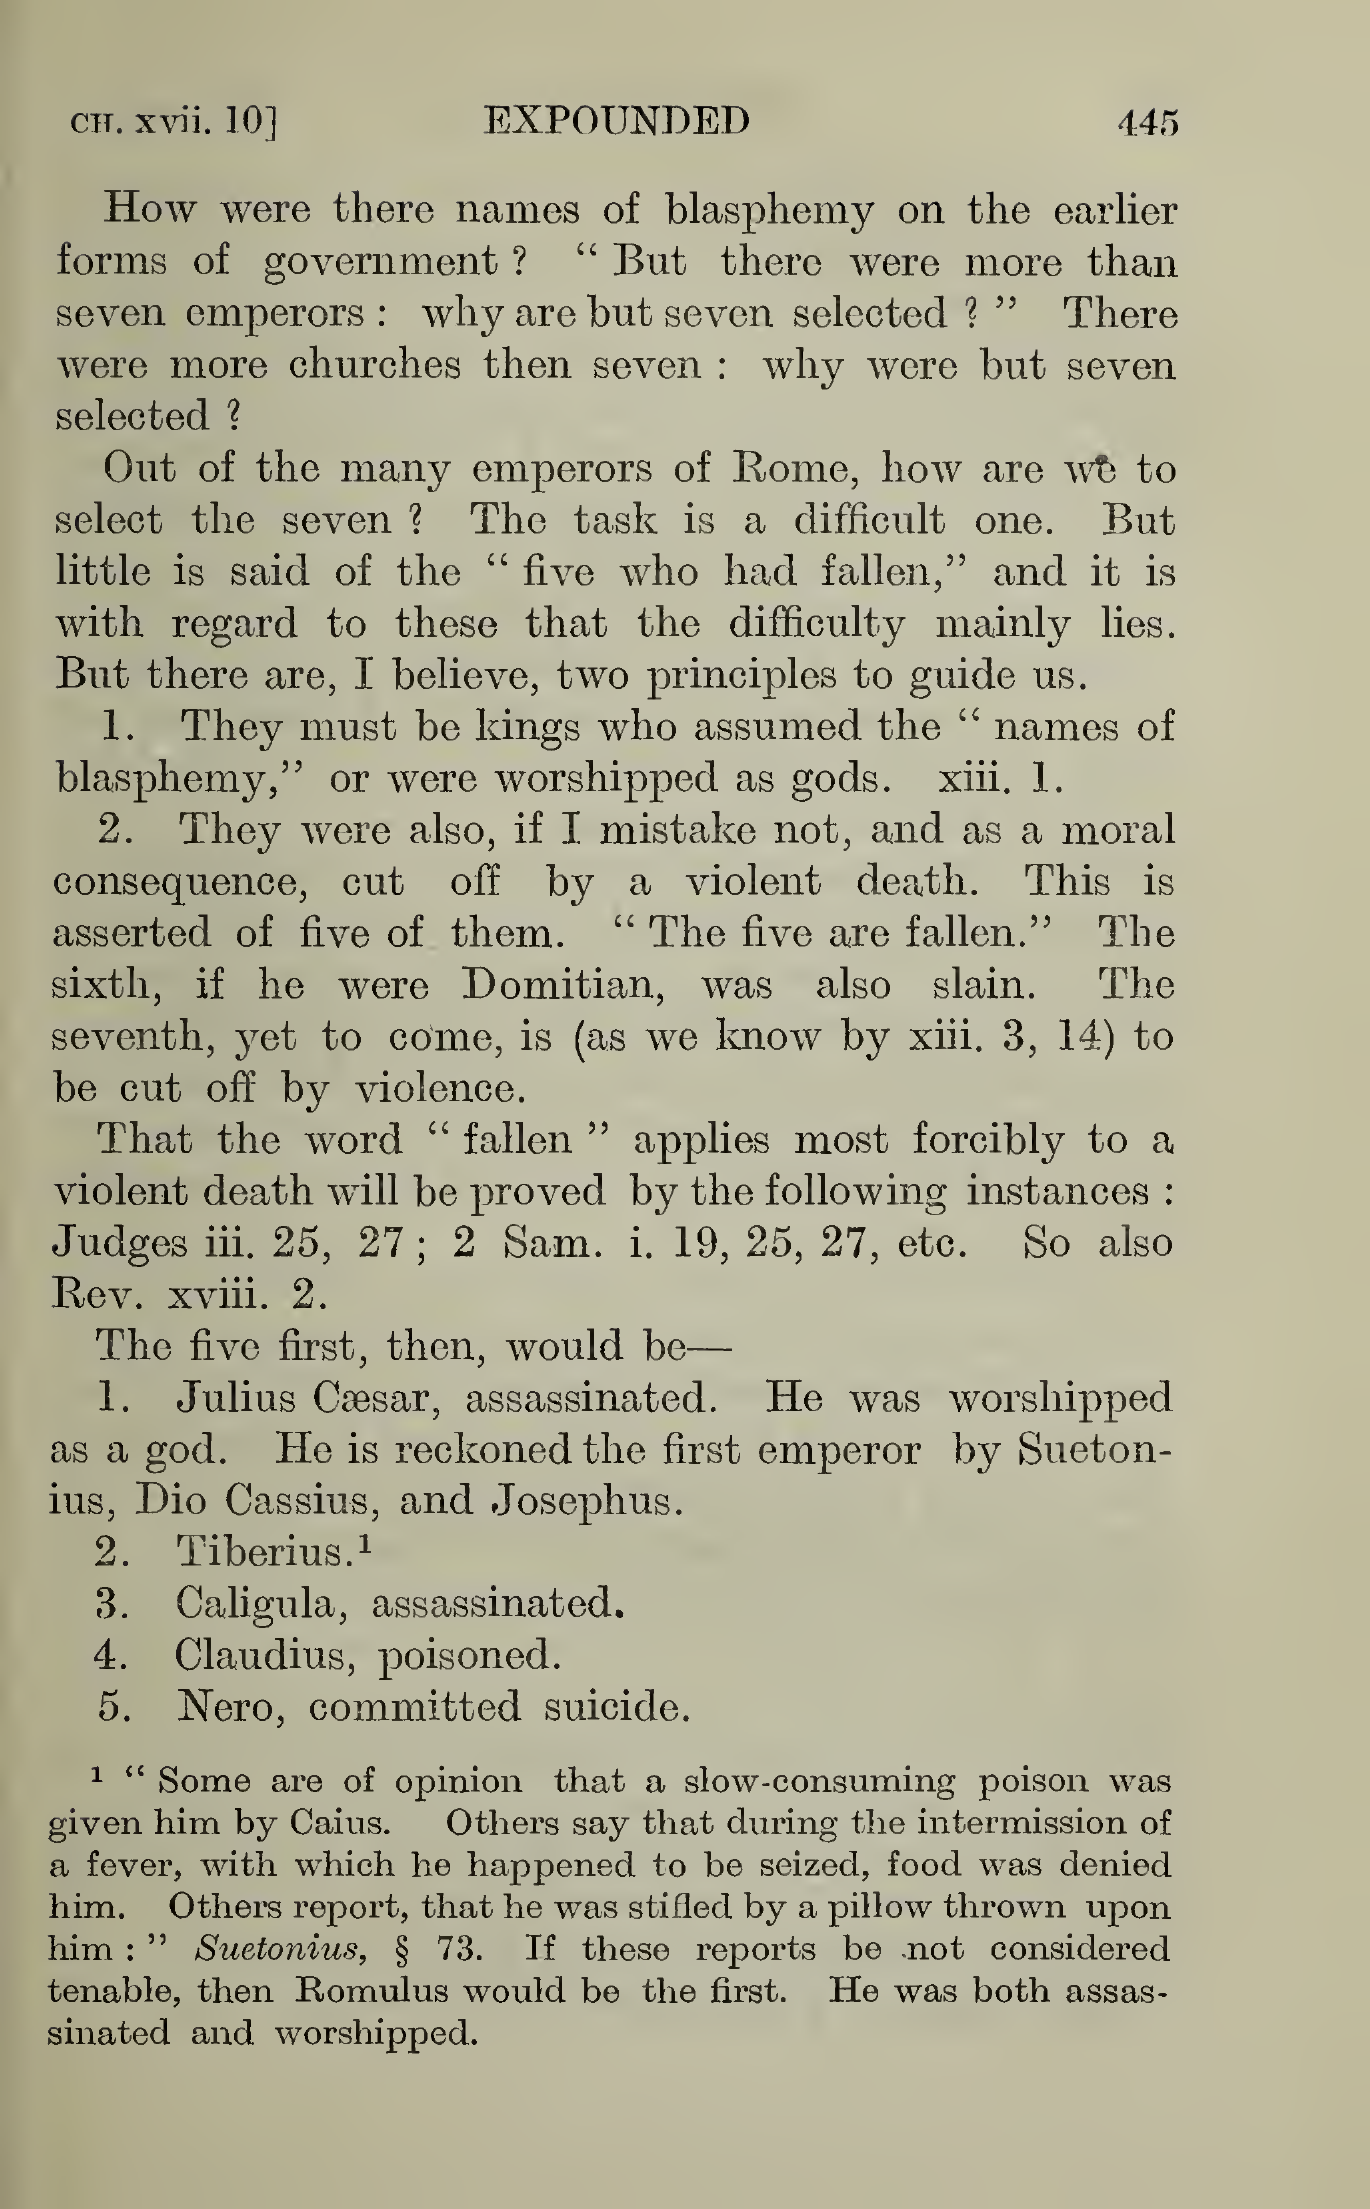 CH. xvii. 10] EXPOUNDED 445
How were there names of blasphemy on the earlier
forms of government ? “ But there were more than
seven emperors : why are but seven selected ? ” There
were more churches then seven : why were but seven
selected ?
Out of the many emperors of Rome, how are we to
select the seven ? The task is a difficult one. But
little is said of the “ five who had fallen,” and it is
with regard to these that the difficulty mainly lies.
But there are, I believe, two principles to guide us.
1. They must be kings who assumed the “ names of
blasphemy,” or were worshipped as gods. xiii. 1.
2. They were also, if I mistake not, and as a moral
consequence, cut off by a violent death. This is
asserted of five of them. “ The five are fallen.” The
sixth, if he were Domitian, was also slain. The
seventh, yet to come, is (as we know by xiii. 3, 14) to
be cut off by violence.
That the word “ fallen ” applies most forcibly to a
violent death will be proved by the following instances :
Judges iii. 25, 27 ; 2 Sam. i. 19, 25, 27, etc. So also
Rev. xviii. 2.
The five first, then, would be—
1. Julius Cæsar, assassinated. He was worshipped
as a god. He is reckoned the first emperor by Sueton-
ius, Dio Cassius, and Josephus.
2. Tiberius.¹
3. Caligula, assassinated.
4. Claudius, poisoned.
5. Nero, committed suicide.
¹ “ Some are of opinion that a slow-consuming poison was
given him by Caius. Others say that during the intermission of
a fever, with which he happened to be seized, food was denied
him. Others report, that he was stifled by a pillow thrown upon
him : ” Suetonius, § 73. If these reports be not considered
tenable, then Romulus would be the first. He was both assas-
sinated and worshipped.